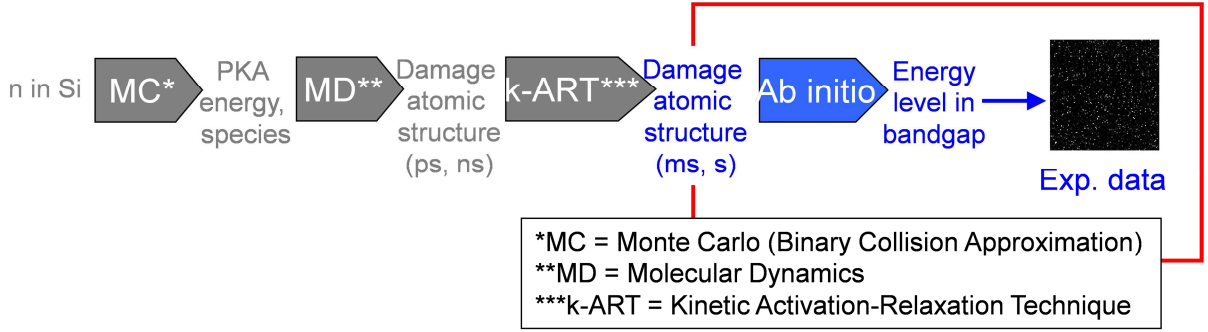 n in Si
MC*
PKA
energy,
species
MD**
Damage
atomic
structure
(ps, ns)
k-ART***
Damage
atomic
structure
(ms, s)
Ab initio
Energy
level in
bandgap
Exp. data
*MC = Monte Carlo (Binary Collision Approximation)
**MD = Molecular Dynamics
***k-ART = Kinetic Activation-Relaxation Technique